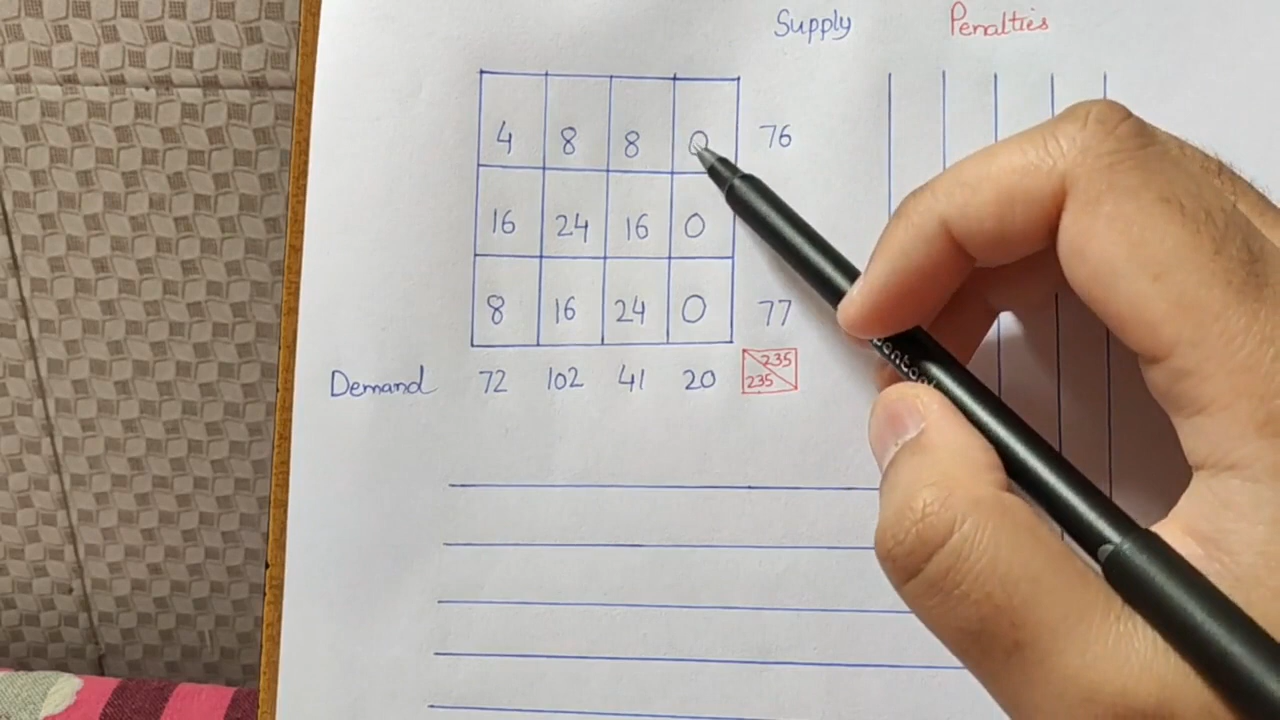 Supply Penalties
4 8 8 0 76
16 24 16 0
8 16 24 0 77
Demand 72 102 41 20 235
235